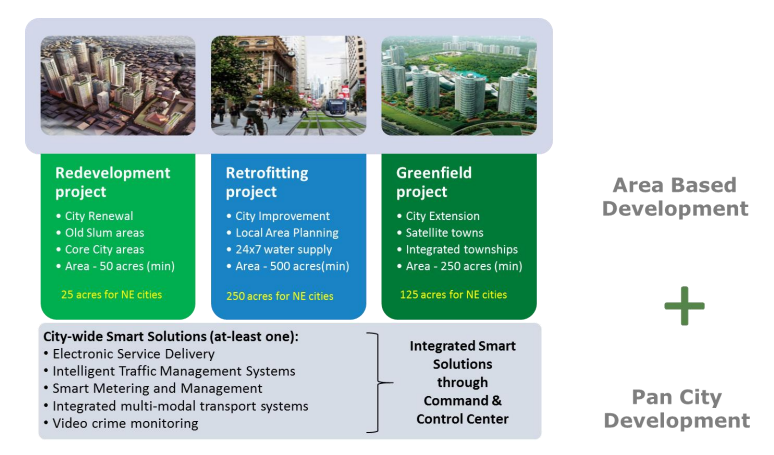 Redevelopment
project
• City Renewal
• Old Slum areas
• Core City areas
• Area - 50 acres (min)
25 acres for NE cities
Retrofitting
project
• City Improvement
• Local Area Planning
• 24x7 water supply
• Area - 500 acres(min)
250 acres for NE cities
Greenfield
project
• City Extension
• Satellite towns
• Integrated townships
• Area - 250 acres (min)
125 acres for NE cities
Area Based
Development
+
City-wide Smart Solutions (at-least one):
• Electronic Service Delivery
• Intelligent Traffic Management Systems
• Smart Metering and Management
• Integrated multi-modal transport systems
• Video crime monitoring
Integrated Smart
Solutions
through
Command &
Control Center
Pan City
Development